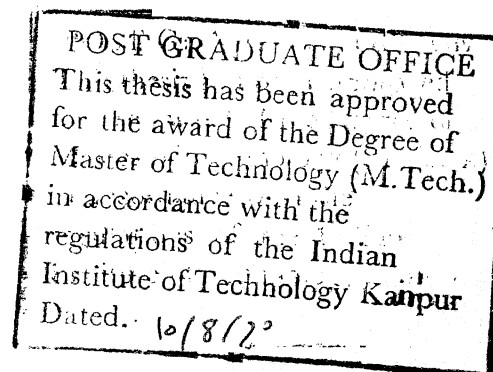 POST GRADUATE OFFICE
This thesis has been approved
for the award of the Degree of
Master of Technology (M.Tech.)
in accordance with the
regulations of the Indian
Institute of Technology Kanpur
Dated. 10/8/